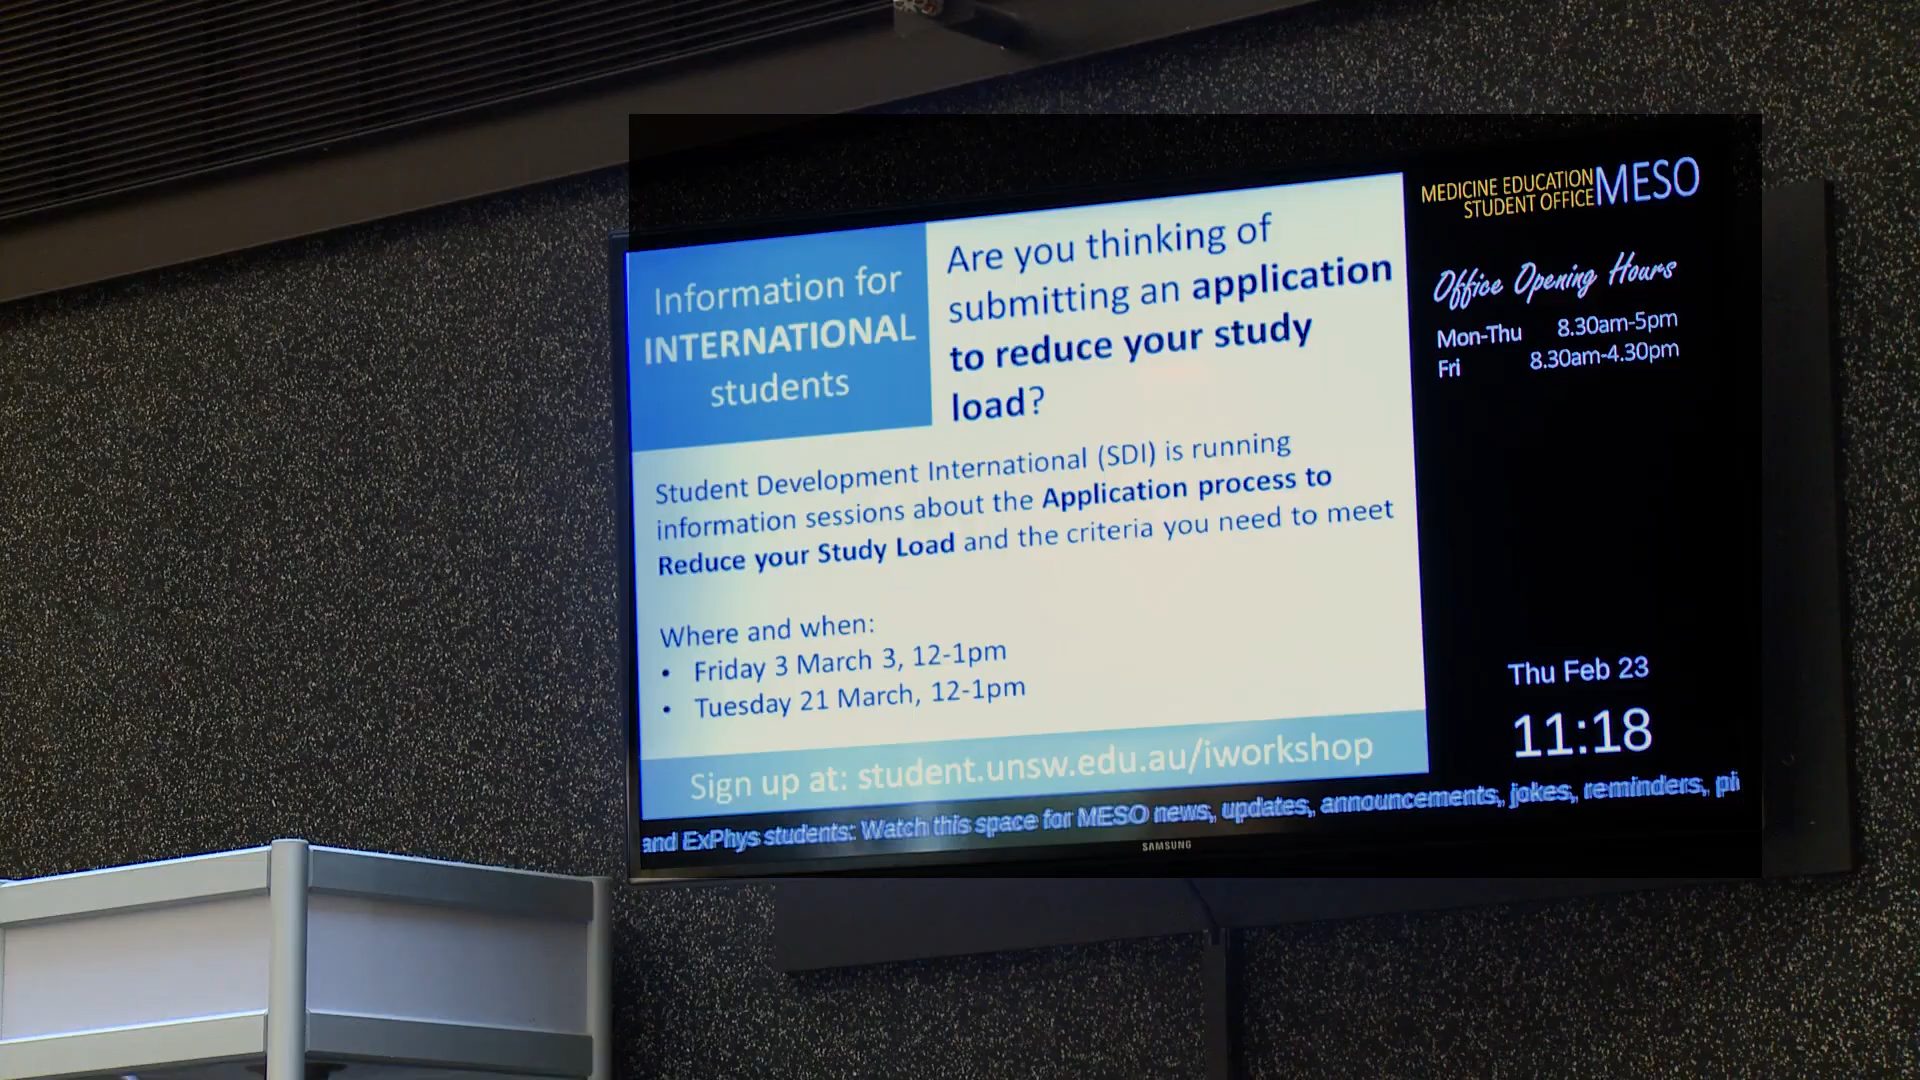 Information for
INTERNATIONAL
students
Are you thinking of
submitting an application
to reduce your study
load?
Student Development International (SDI) is running
information sessions about the Application process to
Reduce your Study Load and the criteria you need to meet
Where and when:
• Friday 3 March 3, 12-1pm
• Tuesday 21 March, 12-1pm
Sign up at: student.unsw.edu.au/iworkshop
MEDICINE EDUCATION
STUDENT OFFICE MESO
Office Opening Hours
Mon-Thu 8.30am-5pm
Fri 8.30am-4.30pm
Thu Feb 23
11:18
and ExPhys students: Watch this space for MESO news, updates, announcements, jokes, reminders,
SAMSUNG